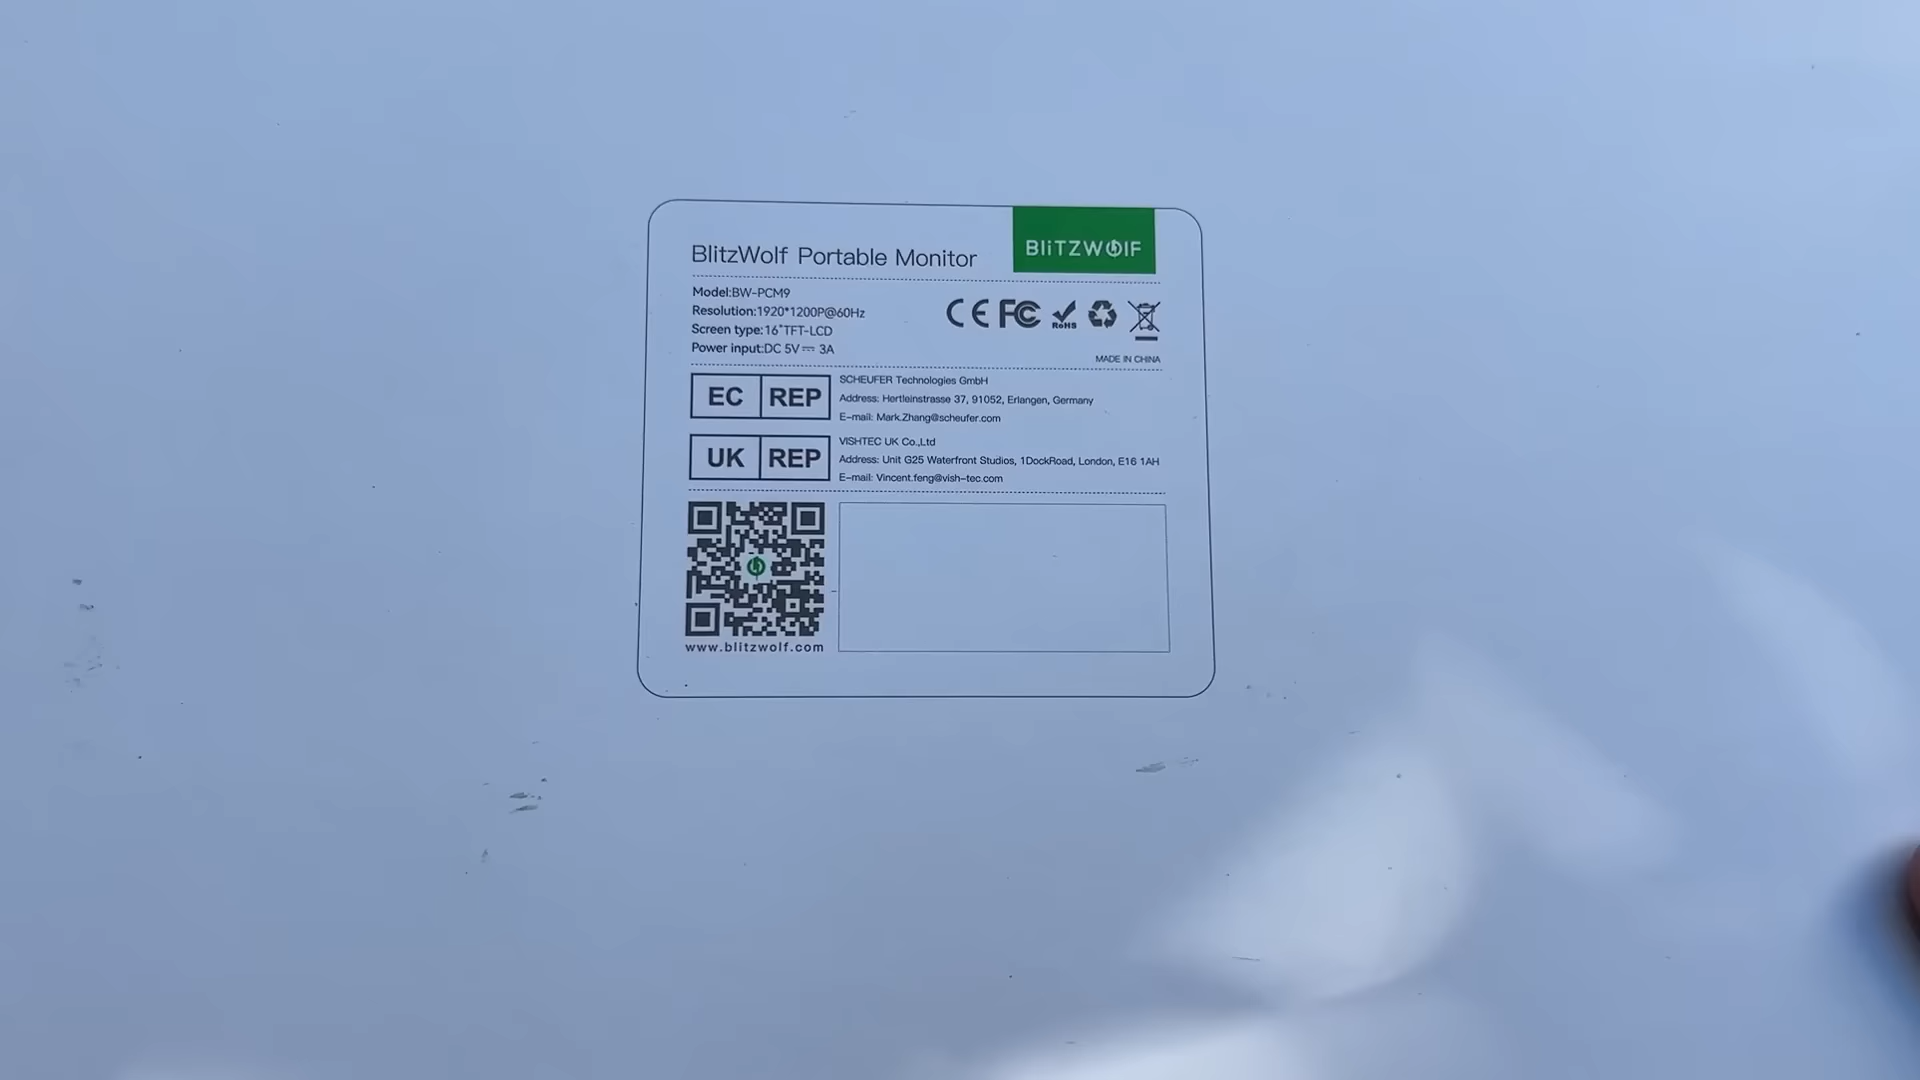 BlitzWolf Portable Monitor
BliTZWOlF
Model:BW-PCM9
Resolution:1920*1200P@60Hz
Screen type:16"TFT-LCD
Power input:DC 5V⎓ 3A
CE FC RoHS
MADE IN CHINA
EC REP
SCHEUFER Technologies GmbH
Address: Hertleinstrasse 37, 91052, Erlangen, Germany
E-mail: Mark.Zhang@scheufer.com
UK REP
VISHTEC UK Co.,Ltd
Address: Unit G25 Waterfront Studios, 1DockRoad, London, E16 1AH
E-mail: Vincent.feng@vish-tec.com
www.blitzwolf.com